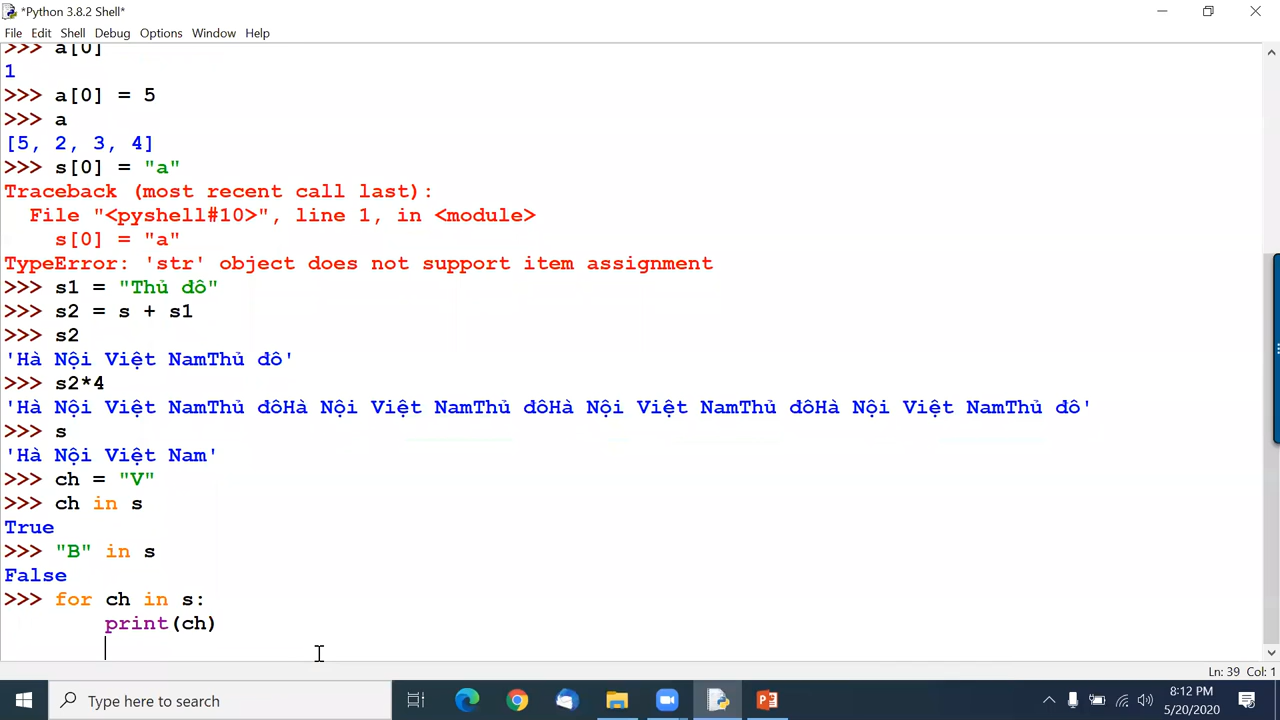 *Python 3.8.2 Shell*
File Edit Shell Debug Options Window Help
>>> a[0]
1
>>> a[0] = 5
>>> a
[5, 2, 3, 4]
>>> s[0] = "a"
Traceback (most recent call last):
  File "<pyshell#10>", line 1, in <module>
    s[0] = "a"
TypeError: 'str' object does not support item assignment
>>> s1 = "Thủ đô"
>>> s2 = s + s1
>>> s2
'Hà Nội Việt NamThủ đô'
>>> s2*4
'Hà Nội Việt NamThủ đôHà Nội Việt NamThủ đôHà Nội Việt NamThủ đôHà Nội Việt NamThủ đô'
>>> s
'Hà Nội Việt Nam'
>>> ch = "V"
>>> ch in s
True
>>> "B" in s
False
>>> for ch in s:
        print(ch)
Ln: 39 Col: 1
Type here to search
8:12 PM
5/20/2020